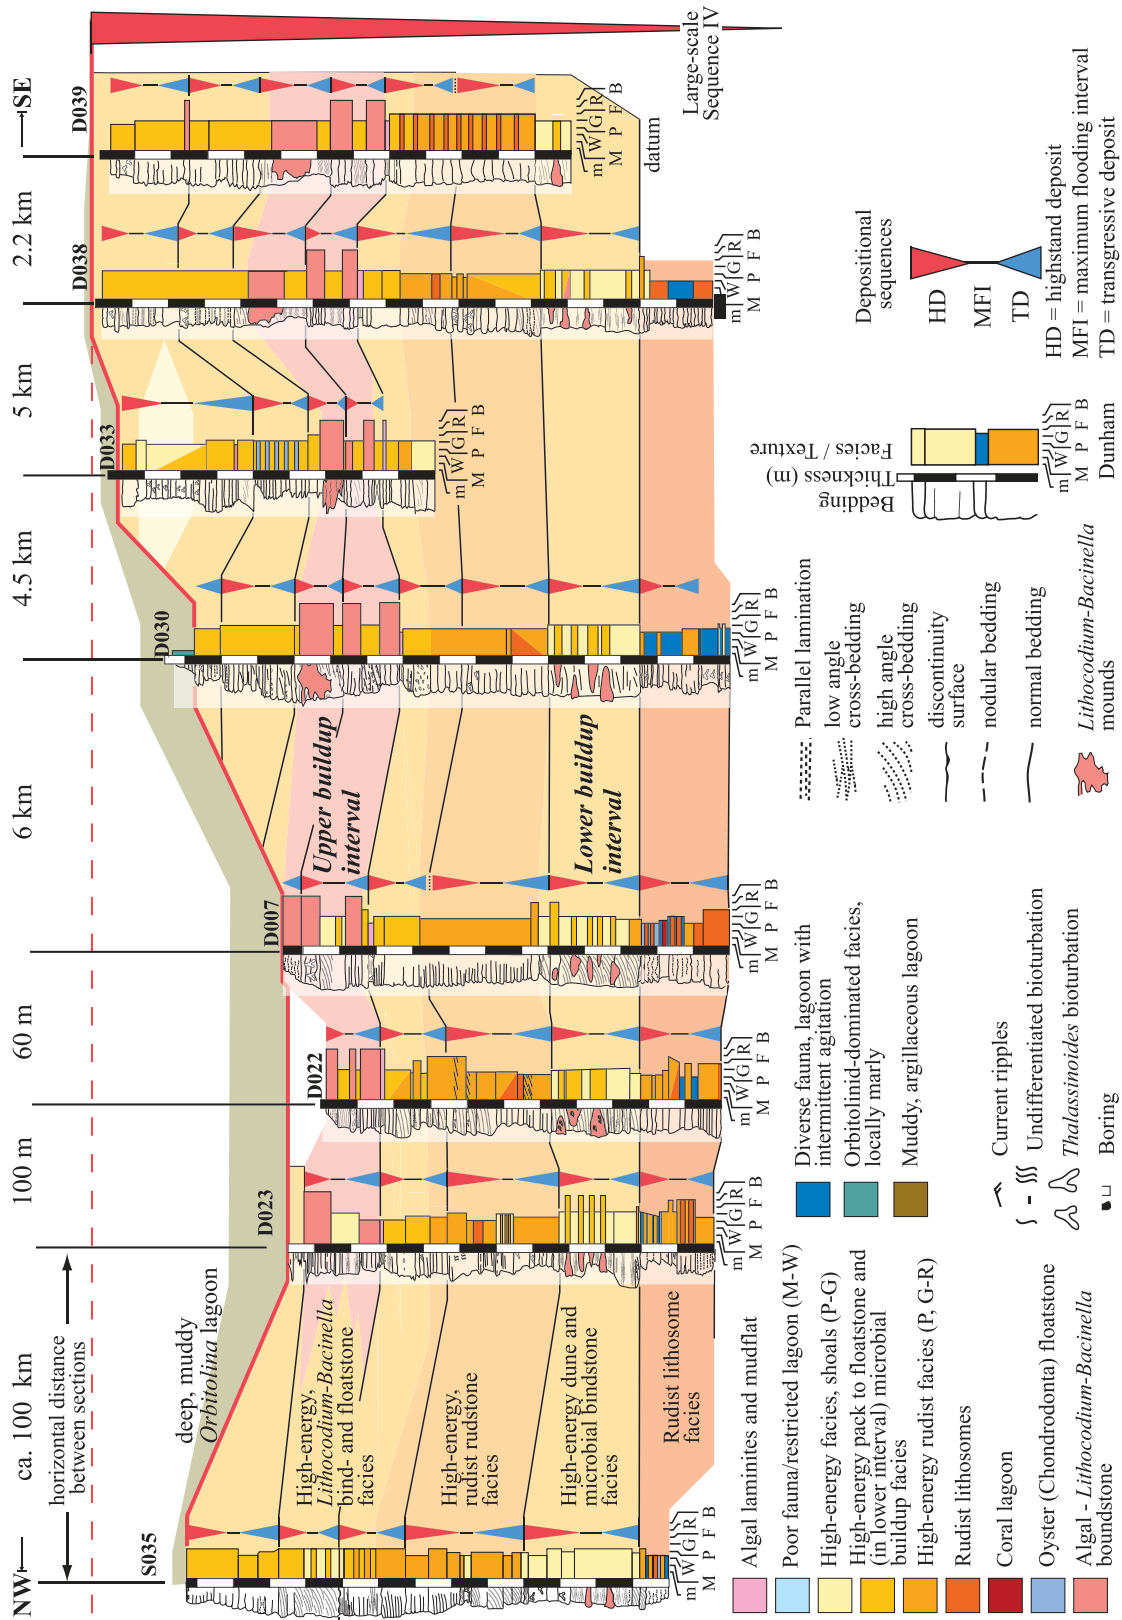 NW
ca. 100 km
100 m
60 m
6 km
4.5 km
5 km
2.2 km
SE
horizontal distance
between sections
S035
D023
D022
D007
D030
D033
D038
D039
deep, muddy
Orbitolina lagoon
High-energy,
Lithocodium-Bacinella
bind- and floatstone
facies
High-energy,
rudist rudstone
facies
High-energy dune and
microbial bindstone
facies
Rudist lithosome
facies
Upper buildup
interval
Lower buildup
interval
datum
Large-scale
Sequence IV
m W G R
M P F B
m W G R
M P F B
m W G R
M P F B
m W G R
M P F B
m W G R
M P F B
m W G R
M P F B
m W G R
M P F B
m W G R
M P F B
Algal laminites and mudflat
Poor fauna/restricted lagoon (M-W)
High-energy facies, shoals (P-G)
High-energy pack to floatstone and
(in lower interval) microbial
buildup facies
High-energy rudist facies (P, G-R)
Rudist lithosomes
Coral lagoon
Oyster (Chondrodonta) floatstone
Algal - Lithocodium-Bacinella
boundstone
Diverse fauna, lagoon with
intermittent agitation
Orbitolinid-dominated facies,
locally marly
Muddy, argillaceous lagoon
Current ripples
Undifferentiated bioturbation
Thalassinoides bioturbation
Boring
Parallel lamination
low angle
cross-bedding
high angle
cross-bedding
discontinuity
surface
nodular bedding
normal bedding
Lithocodium-Bacinella
mounds
Bedding
Thickness (m)
Facies / Texture
m W G R
M P F B
Dunham
Depositional
sequences
HD
MFI
TD
HD = highstand deposit
MFI = maximum flooding interval
TD = transgressive deposit